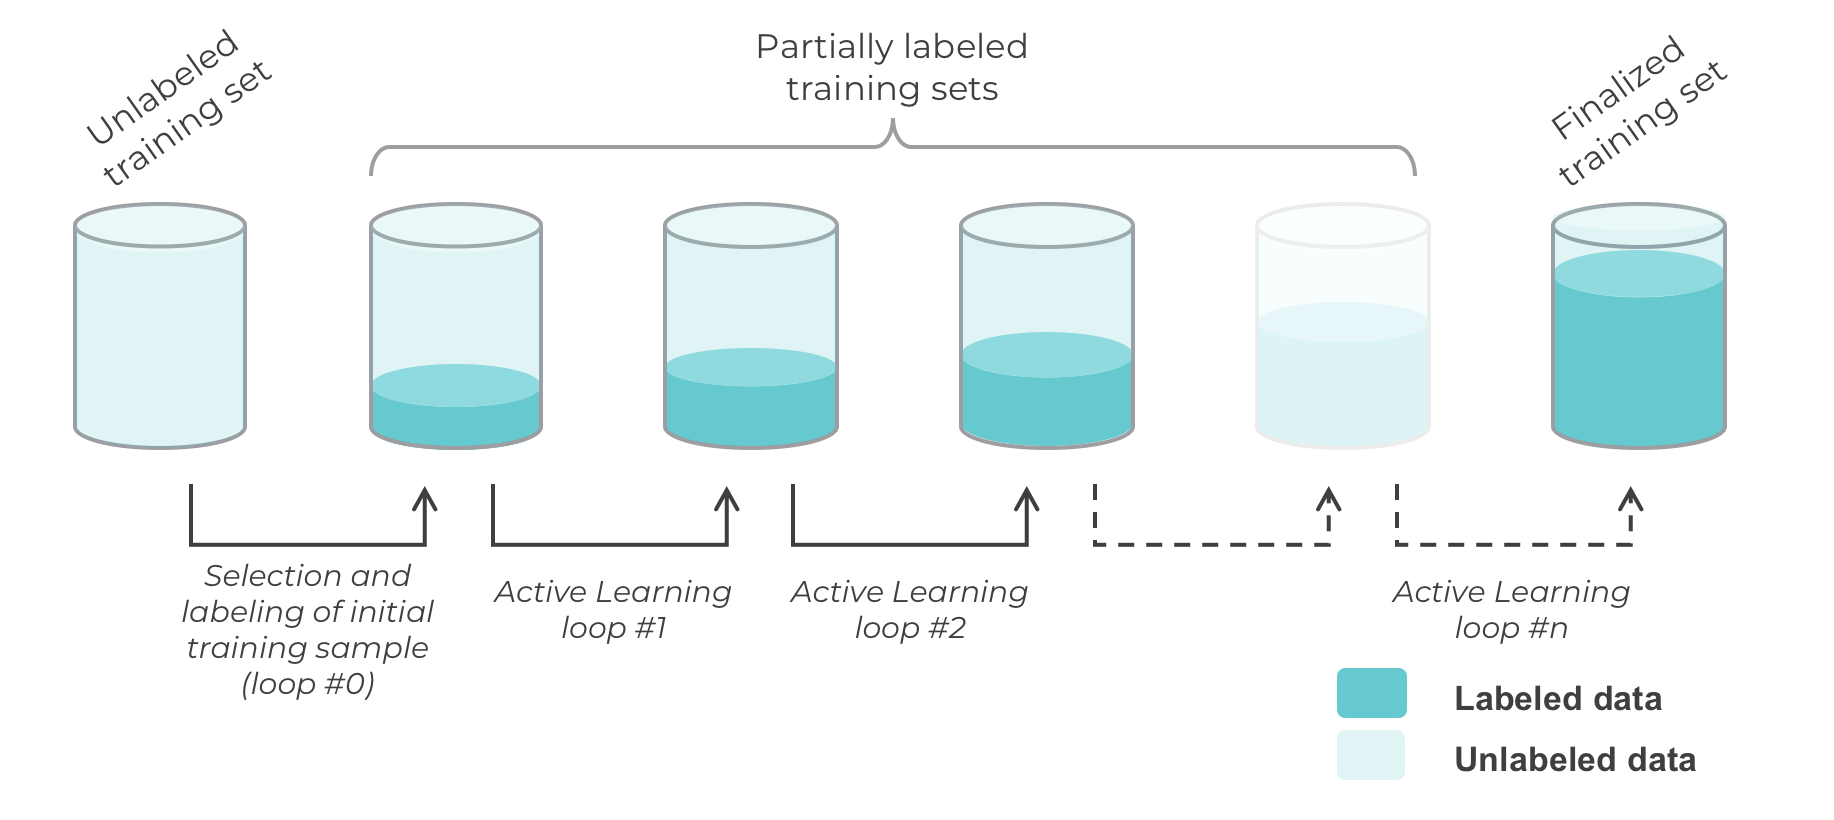 Unlabeled
training set
Partially labeled
training sets
Finalized
training set
Selection and
labeling of initial
training sample
(loop #0)
Active Learning
loop #1
Active Learning
loop #2
Active Learning
loop #n
Labeled data
Unlabeled data